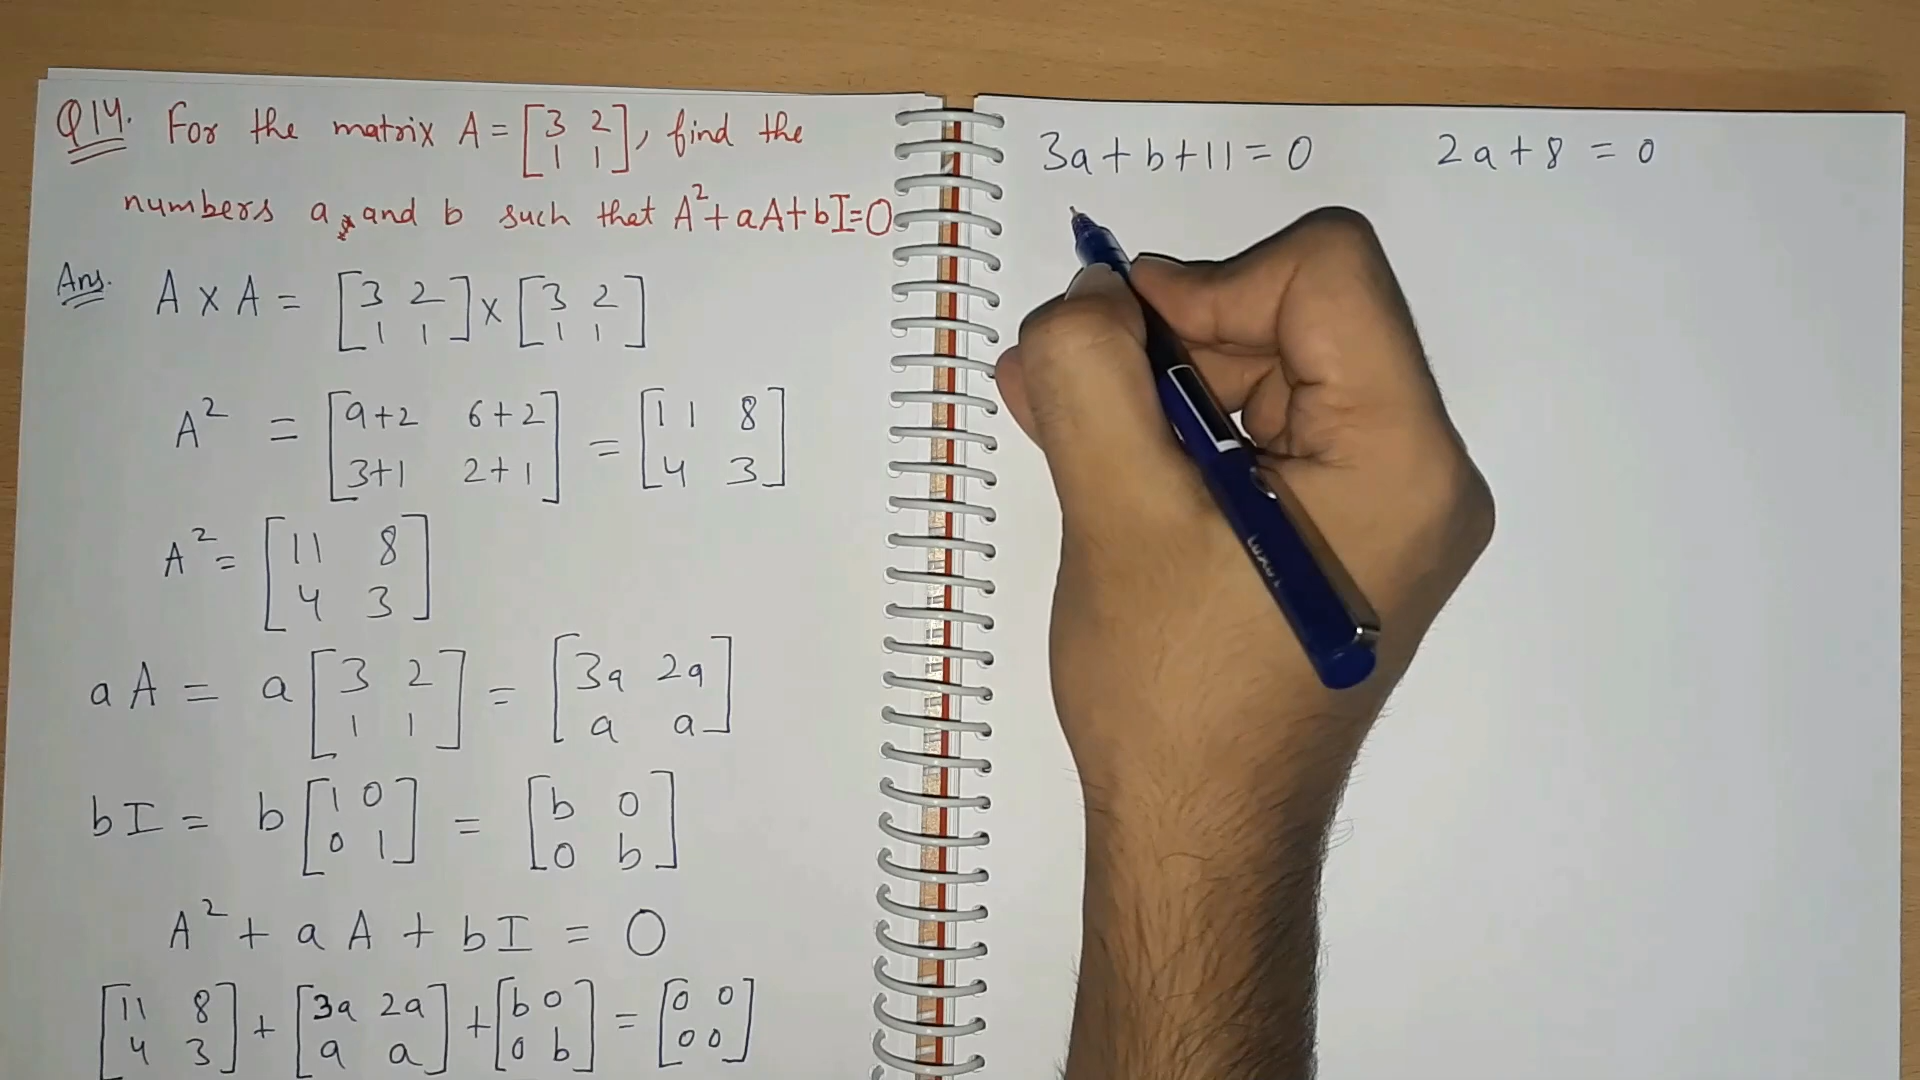 Q14. For the matrix A = [3 2 1 1], find the
numbers a, and b such that A²+aA+bI=O
Ans. A × A = [3 2 1 1] × [3 2 1 1]
A² = [9+2 6+2 3+1 2+1] = [11 8 4 3]
A² = [11 8 4 3]
aA = a [3 2 1 1] = [3a 2a a a]
bI = b [1 0 0 1] = [b 0 0 b]
A² + aA + bI = O
[11 8 4 3] + [3a 2a a a] + [b 0 0 b] = [0 0 0 0]
3a+b+11=0 2a+8=0
LUXOR